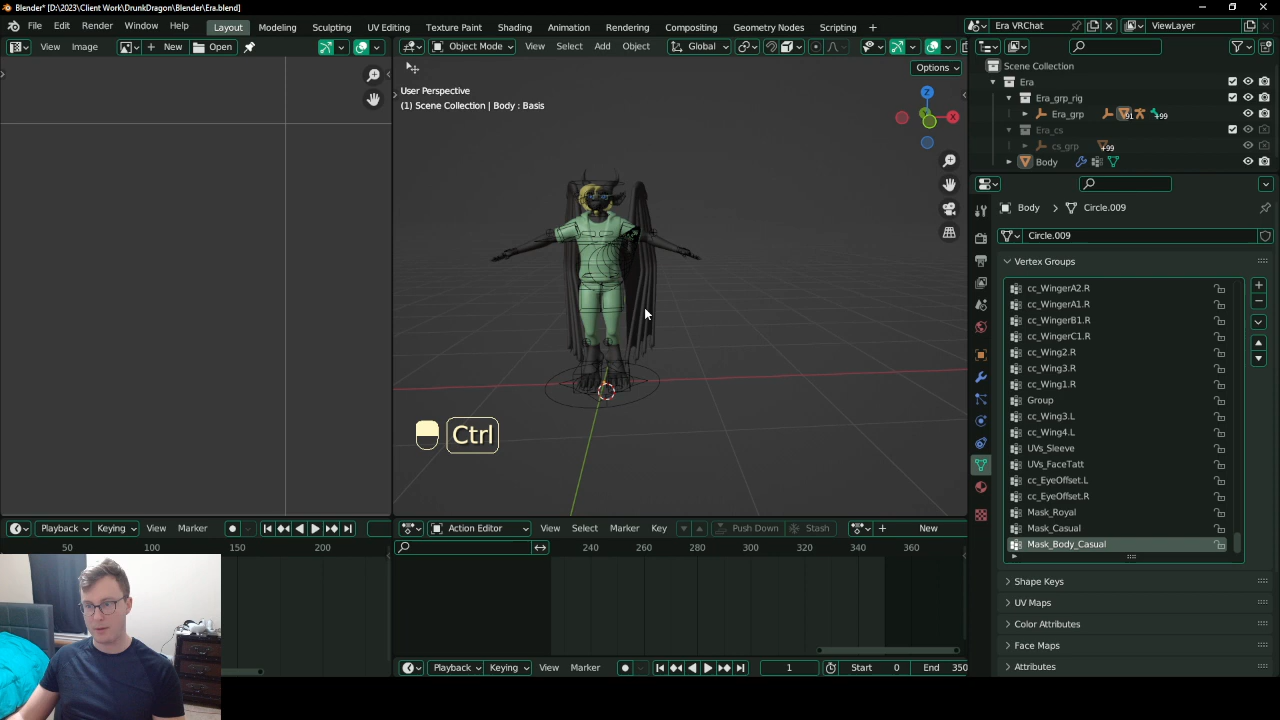 Blender* [D:\2023\Client Work\DrunkDragon\Blender\Era.blend]
File Edit Render Window Help Layout Modeling Sculpting UV Editing Texture Paint Shading Animation Rendering Compositing Geometry Nodes Scripting + Era VRChat ViewLayer
View Image + New Open Object Mode View Select Add Object Global
Options
User Perspective
(1) Scene Collection | Body : Basis
Z
X
Scene Collection
Era
Era_grp_rig
Era_grp 91 +99
Era_cs
cs_grp +99
Body
Body > Circle.009
Circle.009
Vertex Groups
cc_WingerA2.R
cc_WingerA1.R
cc_WingerB1.R
cc_WingerC1.R
cc_Wing2.R
cc_Wing3.R
cc_Wing1.R
Group
cc_Wing3.L
cc_Wing4.L
UVs_Sleeve
UVs_FaceTatt
cc_EyeOffset.L
cc_EyeOffset.R
Mask_Royal
Mask_Casual
Mask_Body_Casual
Shape Keys
UV Maps
Color Attributes
Face Maps
Attributes
Ctrl
Playback Keying View Marker
50 100 150 200
Action Editor View Select Marker Key Push Down Stash + New
240 260 280 300 320 340 360
Playback Keying View Marker 1 Start 0 End 350